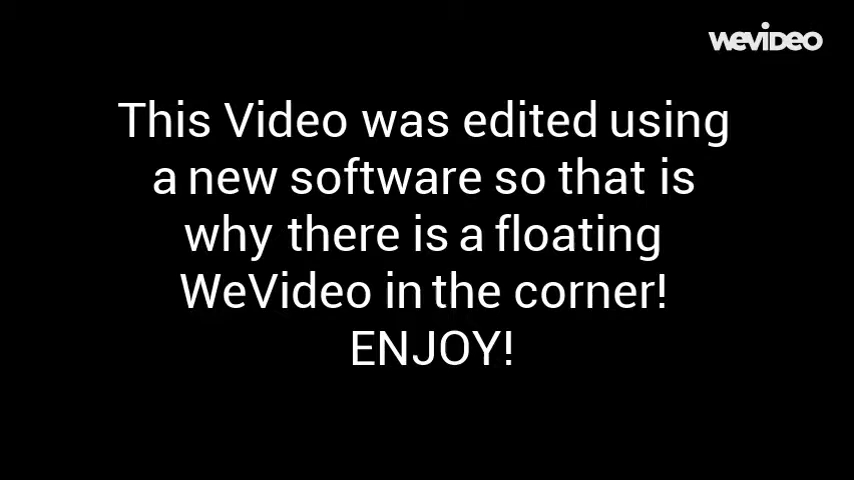 wevideo
This Video was edited using
a new software so that is
why there is a floating
WeVideo in the corner!
ENJOY!